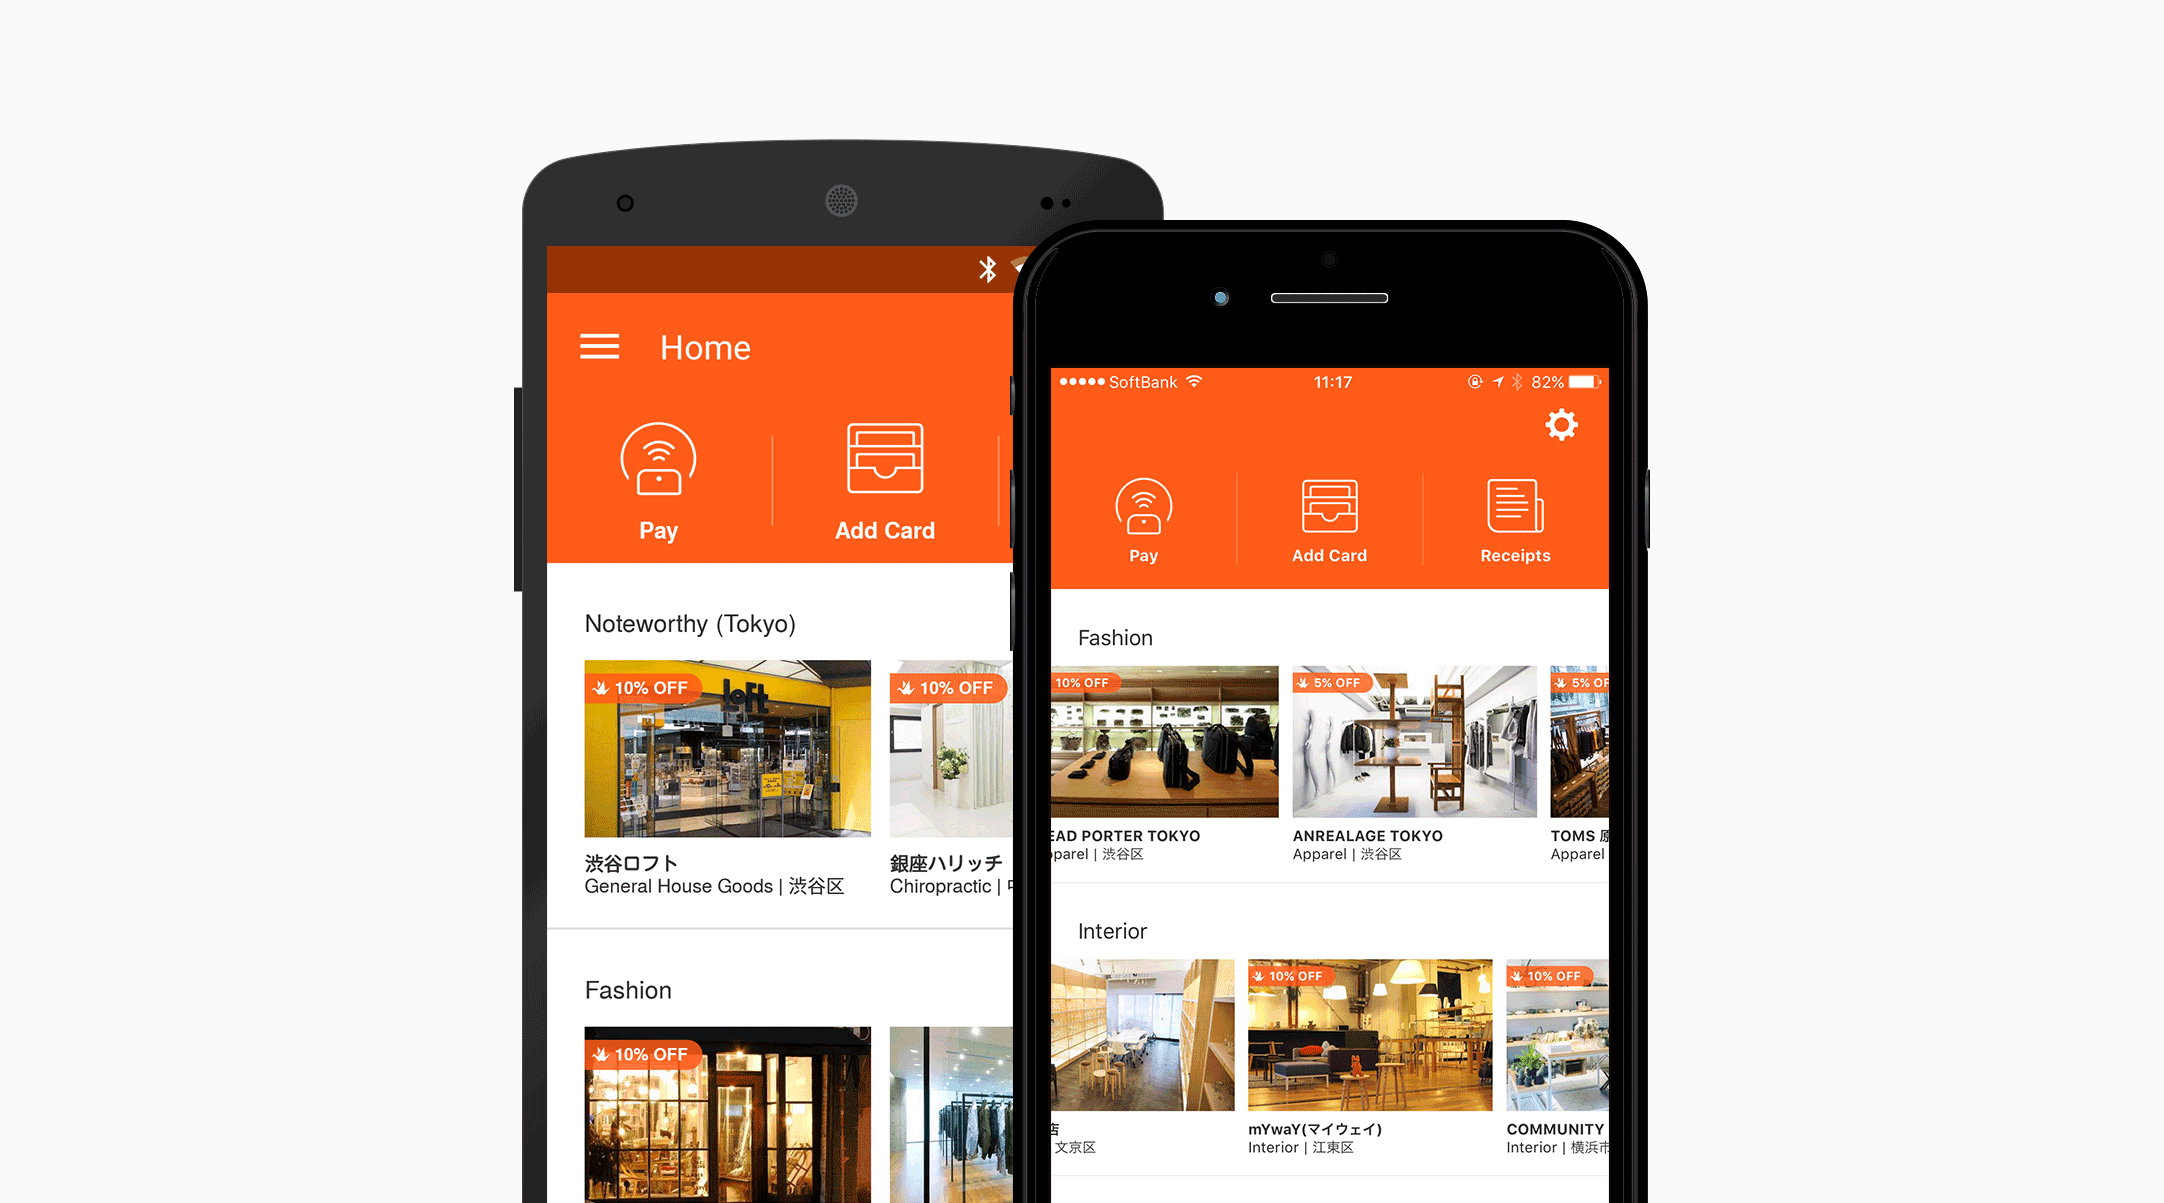 Home
Pay
Add Card
Noteworthy (Tokyo)
10% OFF
LOFT
10% OFF
渋谷ロフト
銀座ハリッチ
General House Goods | 渋谷区
Chiropractic |
Fashion
10% OFF
SoftBank
11:17
82%
Pay
Add Card
Receipts
Fashion
10% OFF
5% OFF
5% OF
EAD PORTER TOKYO
ANREALAGE TOKYO
TOMS 原
parel | 渋谷区
Apparel | 渋谷区
Apparel
Interior
10% OFF
10% OFF
店
mYwaY(マイウェイ)
COMMUNITY
文京区
Interior | 江東区
Interior | 横浜市